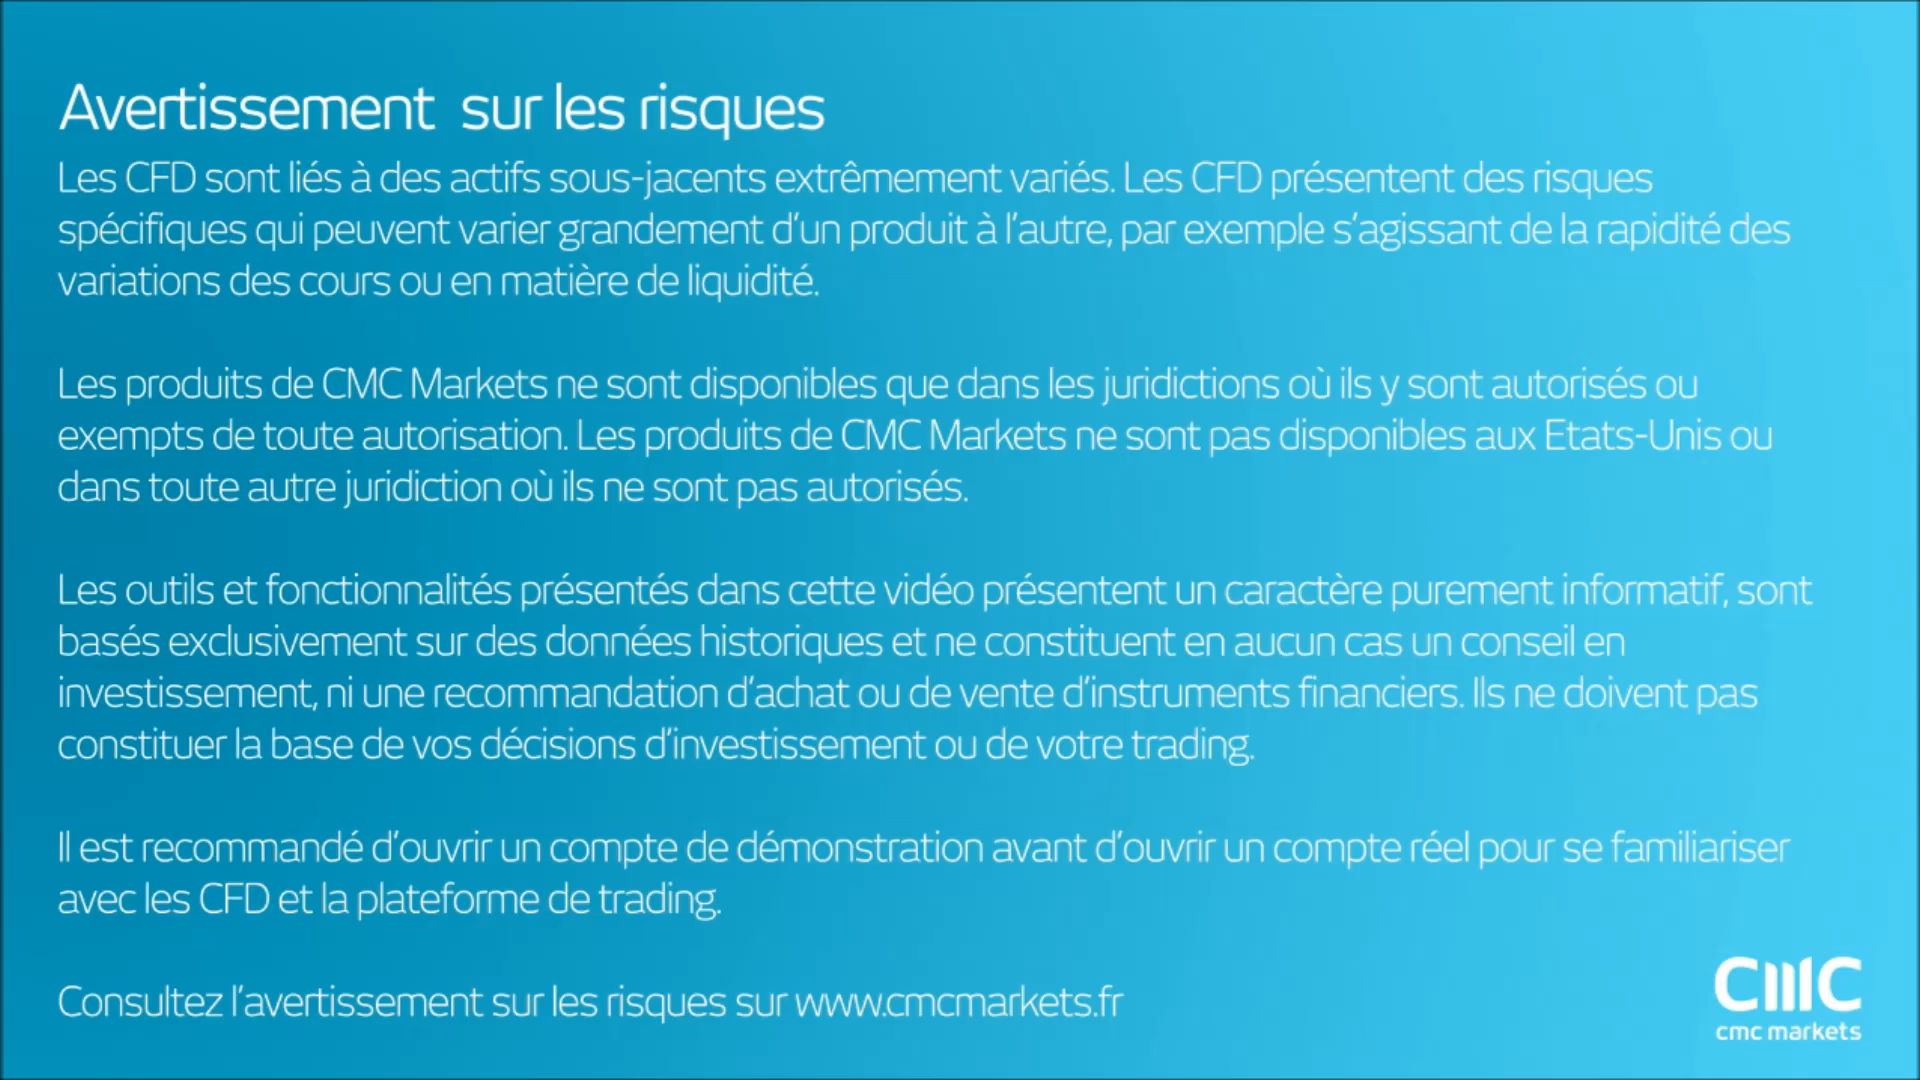 Avertissement sur les risques
Les CFD sont liés à des actifs sous-jacents extrêmement variés. Les CFD présentent des risques
spécifiques qui peuvent varier grandement d'un produit à l'autre, par exemple s'agissant de la rapidité des
variations des cours ou en matière de liquidité.
Les produits de CMC Markets ne sont disponibles que dans les juridictions où ils y sont autorisés ou
exempts de toute autorisation. Les produits de CMC Markets ne sont pas disponibles aux Etats-Unis ou
dans toute autre juridiction où ils ne sont pas autorisés.
Les outils et fonctionnalités présentés dans cette vidéo présentent un caractère purement informatif, sont
basés exclusivement sur des données historiques et ne constituent en aucun cas un conseil en
investissement, ni une recommandation d'achat ou de vente d'instruments financiers. Ils ne doivent pas
constituer la base de vos décisions d'investissement ou de votre trading.
Il est recommandé d'ouvrir un compte de démonstration avant d'ouvrir un compte réel pour se familiariser
avec les CFD et la plateforme de trading.
Consultez l'avertissement sur les risques sur www.cmcmarkets.fr
CMC
cmc markets